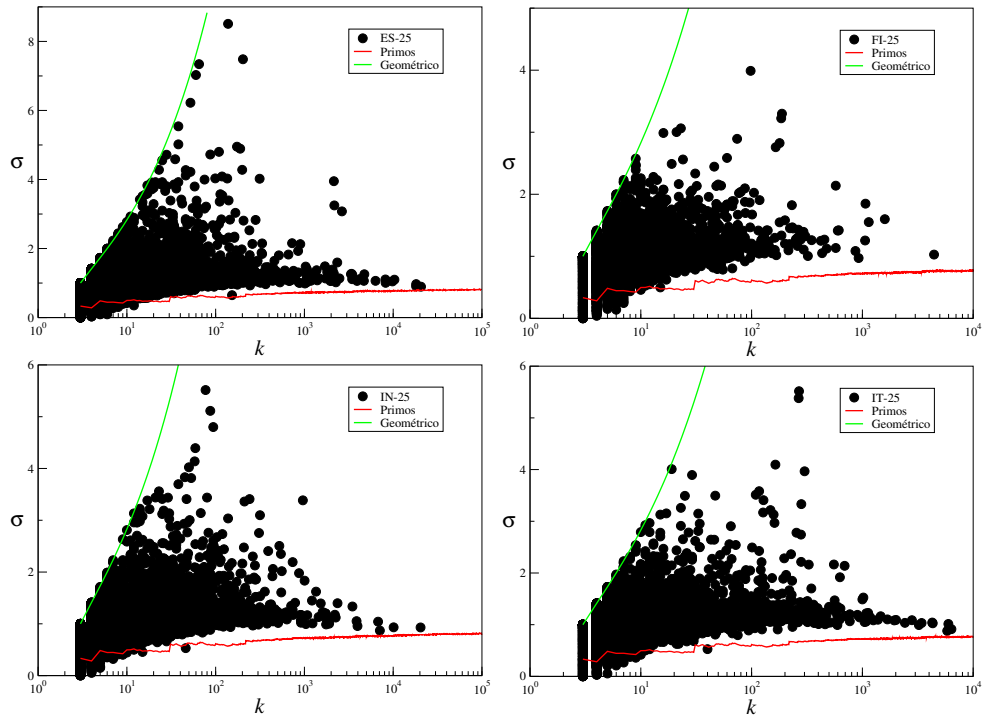 8
6
4
2
0
σ
10^0
10^1
10^2
10^3
10^4
10^5
k
ES-25
Primos
Geométrico
4
2
0
σ
10^0
10^1
10^2
10^3
10^4
k
FI-25
Primos
Geométrico
6
4
2
0
σ
10^0
10^1
10^2
10^3
10^4
10^5
k
IN-25
Primos
Geométrico
6
4
2
0
σ
10^0
10^1
10^2
10^3
10^4
k
IT-25
Primos
Geométrico